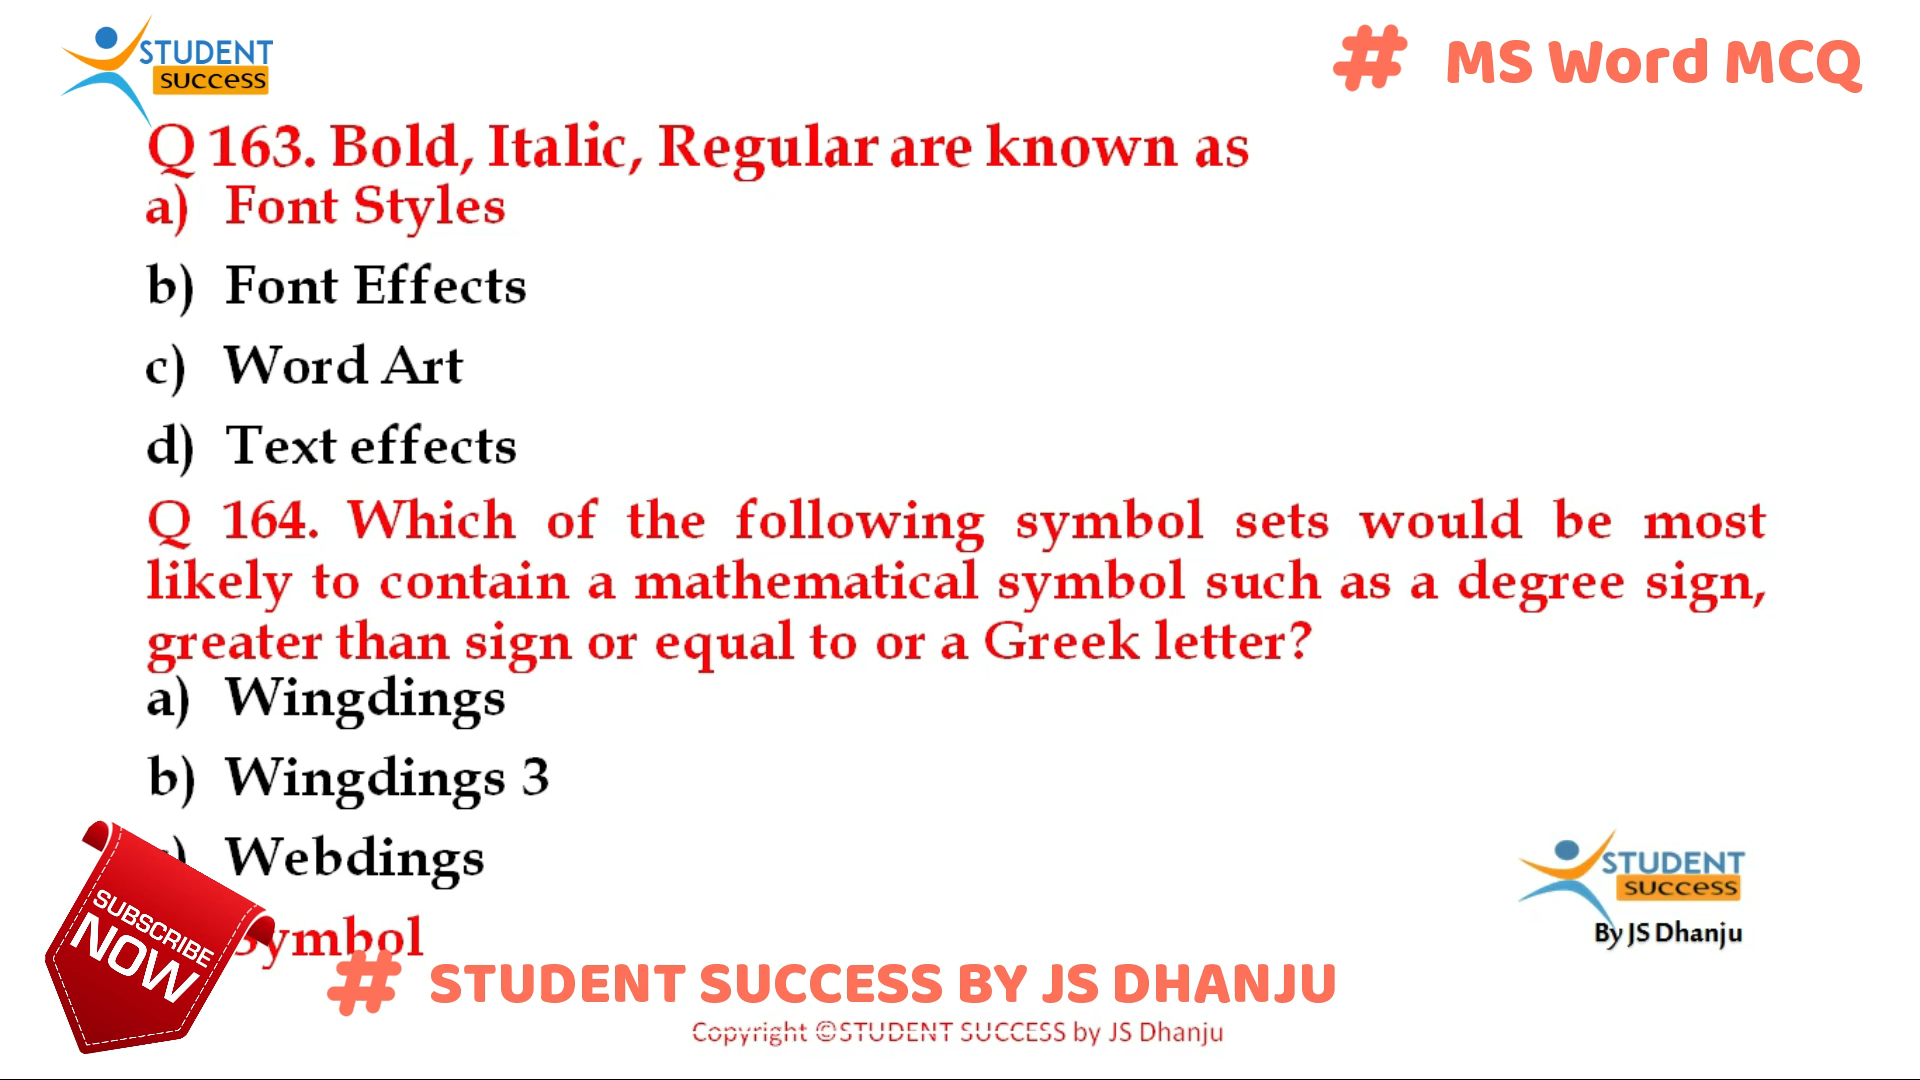 STUDENT
success
# MS Word MCQ
Q 163. Bold, Italic, Regular are known as
a) Font Styles
b) Font Effects
c) Word Art
d) Text effects
Q 164. Which of the following symbol sets would be most
likely to contain a mathematical symbol such as a degree sign,
greater than sign or equal to or a Greek letter?
a) Wingdings
b) Wingdings 3
Webdings
Symbol
SUBSCRIBE
NOW
STUDENT
success
By JS Dhanju
# STUDENT SUCCESS BY JS DHANJU
Copyright ©STUDENT SUCCESS by JS Dhanju